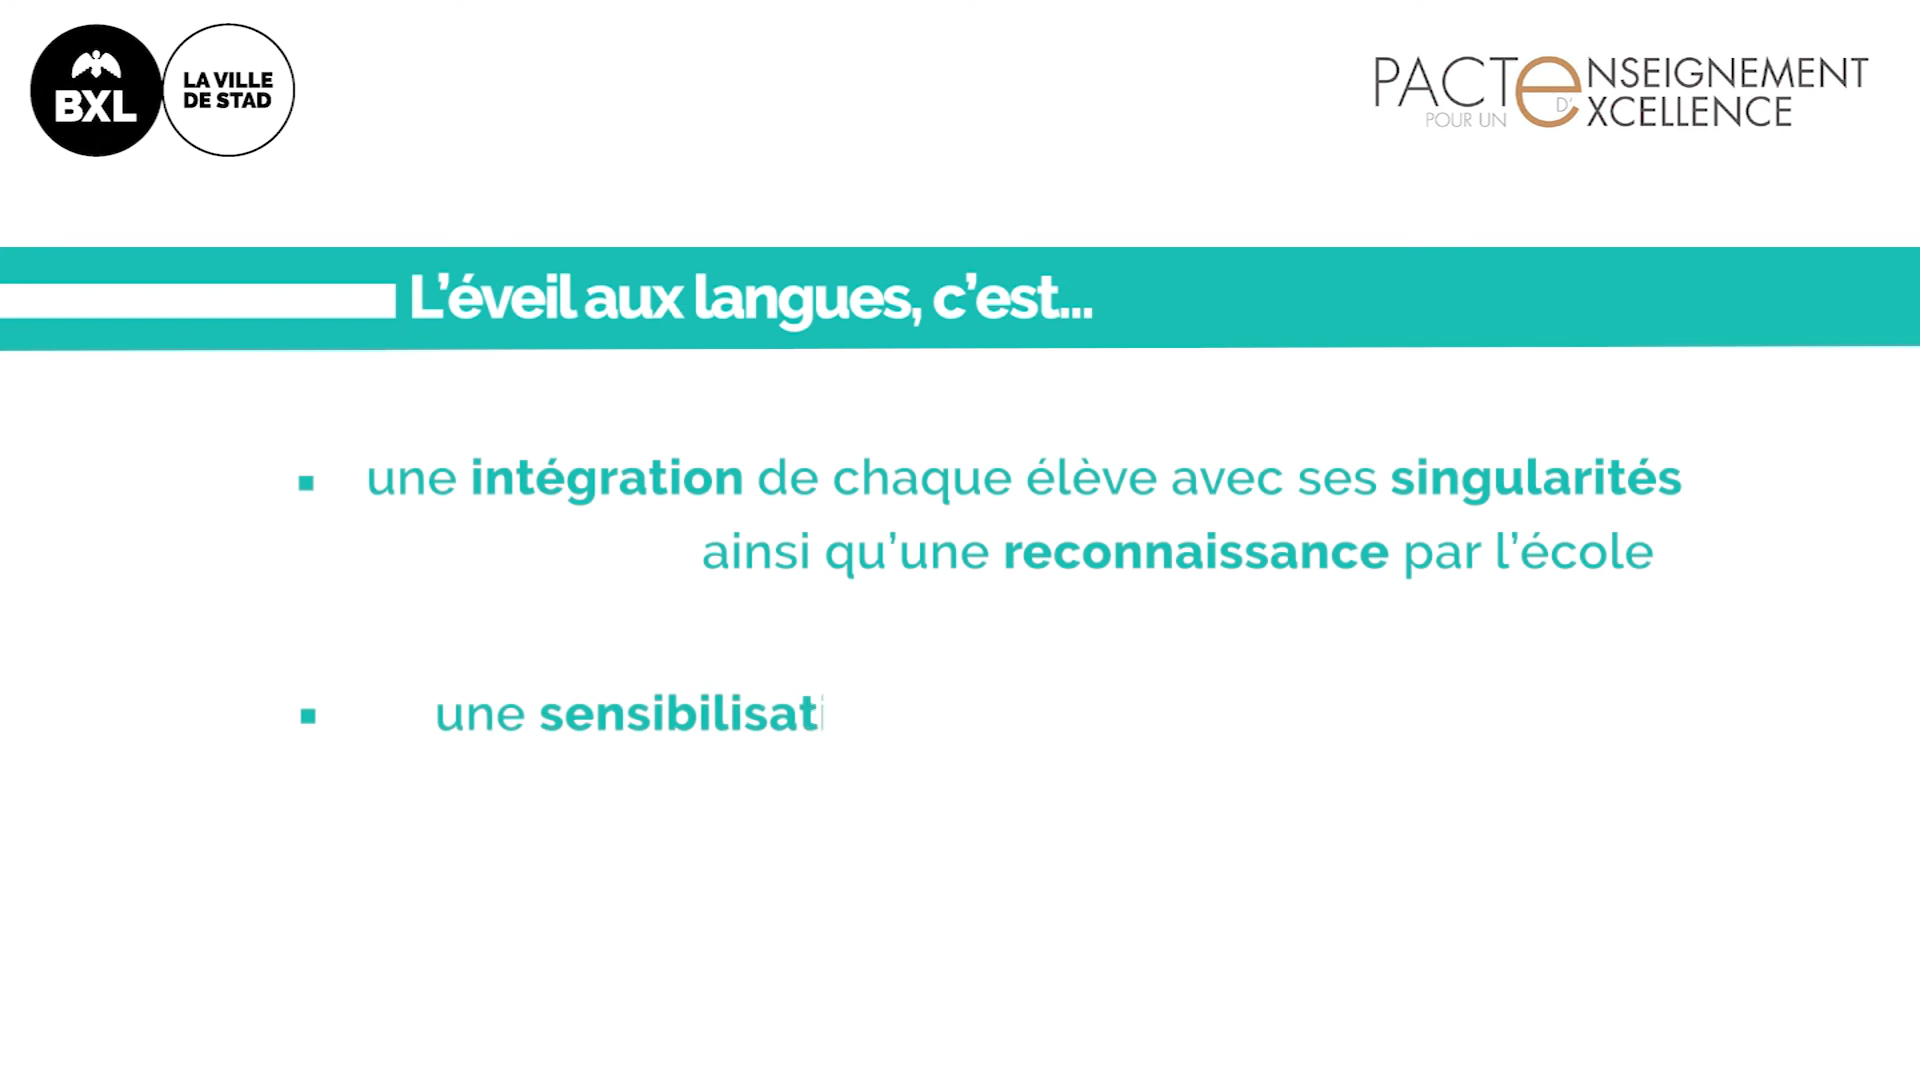 BXL
LA VILLE
DE STAD
PACTE NSEIGNEMENT
POUR UN D'XCELLENCE
L'éveil aux langues, c'est...
▪ une intégration de chaque élève avec ses singularités
ainsi qu'une reconnaissance par l'école
▪ une sensibilisati